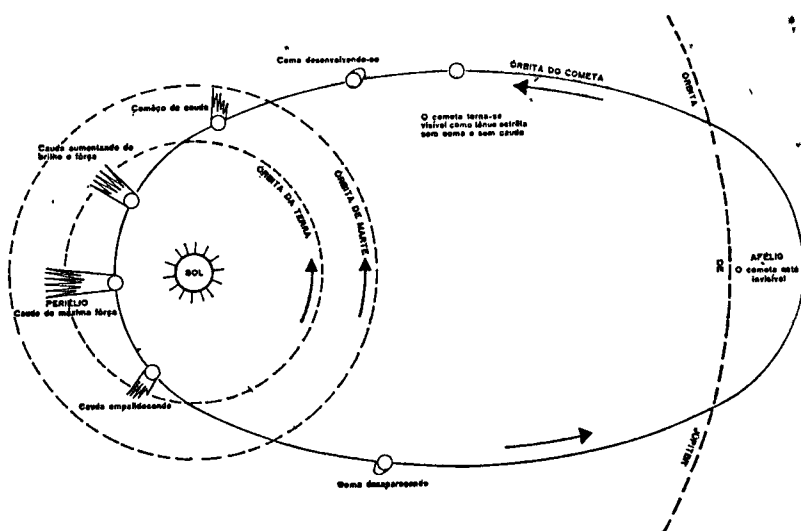 Coma desenvolvendo-se
ÓRBITA DO COMETA
ÓRBITA
Comêço de cauda
O cometa torna-se
visível como tênue estrêla
sem coma e sem cauda
Cauda aumentando de
brilho e fôrça
ÓRBITA DA TERRA
ÓRBITA DE MARTE
SOL
DE
AFÉLIO
O cometa está
invisível
PERIÉLIO
Cauda de máxima fôrça
Cauda empalidecendo
JÚPITER
Coma desaparecendo